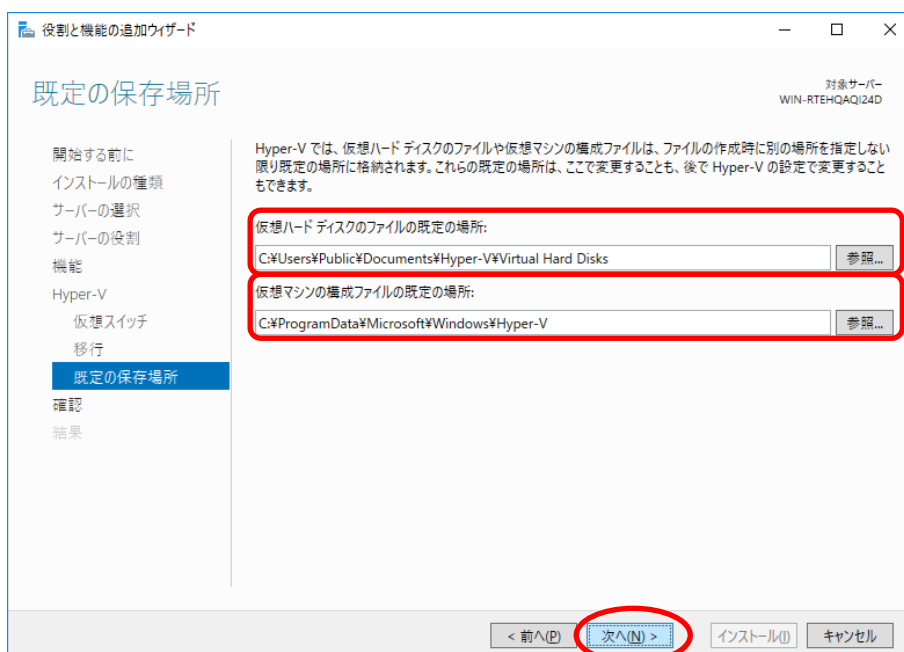 役割と機能の追加ウィザード
既定の保存場所
対象サーバー
WIN-RTEHQAQI24D
開始する前に
インストールの種類
サーバーの選択
サーバーの役割
機能
Hyper-V
仮想スイッチ
移行
既定の保存場所
確認
結果
Hyper-V では、仮想ハード ディスクのファイルや仮想マシンの構成ファイルは、ファイルの作成時に別の場所を指定しない
限り既定の場所に格納されます。これらの既定の場所は、ここで変更することも、後で Hyper-V の設定で変更すること
もできます。
仮想ハード ディスクのファイルの既定の場所:
C:¥Users¥Public¥Documents¥Hyper-V¥Virtual Hard Disks
参照...
仮想マシンの構成ファイルの既定の場所:
C:¥ProgramData¥Microsoft¥Windows¥Hyper-V
参照...
< 前へ(P)
次へ(N) >
インストール(I)
キャンセル